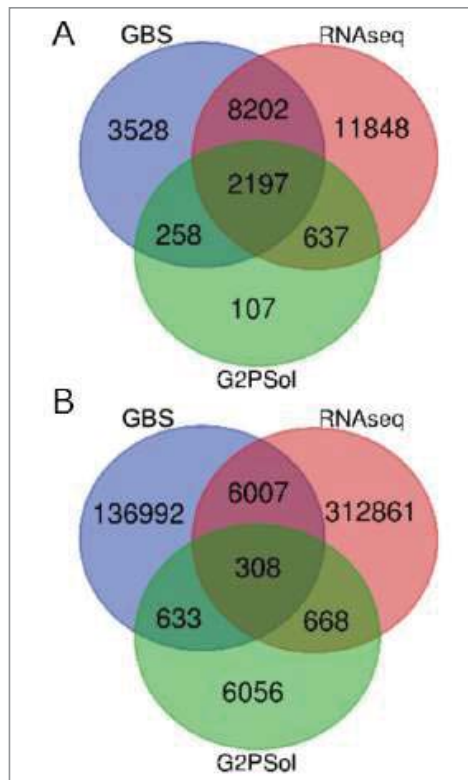 A
GBS RNAseq
3528 8202 11848
2197
258 637
107
G2PSol
B
GBS RNAseq
136992 6007 312861
308
633 668
6056
G2PSol